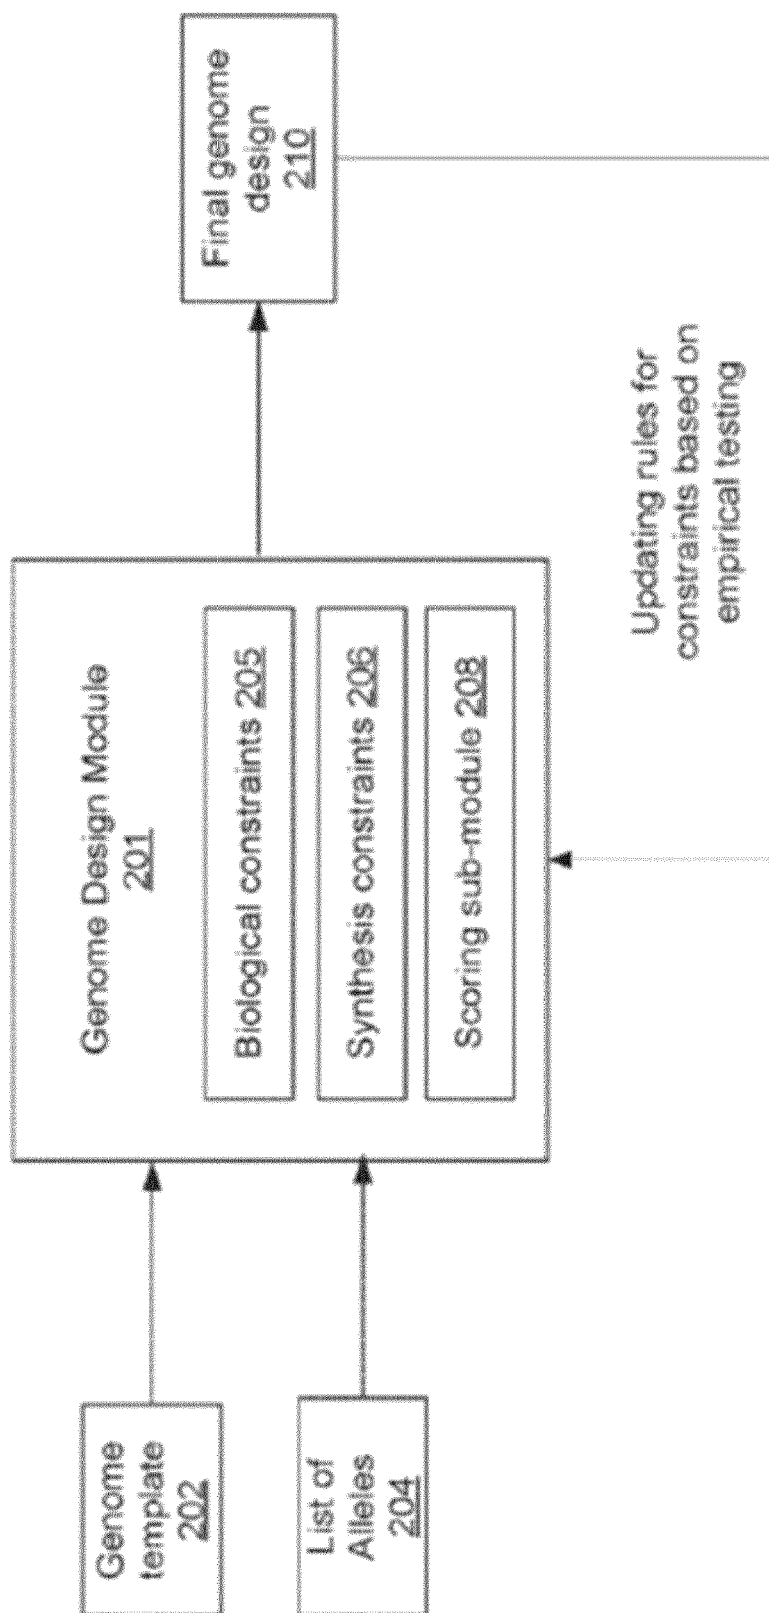 Genome
template
202
List of
Alleles
204
Genome Design Module
201
Biological constraints 205
Synthesis constraints 206
Scoring sub-module 208
Final genome
design
210
Updating rules for
constraints based on
empirical testing